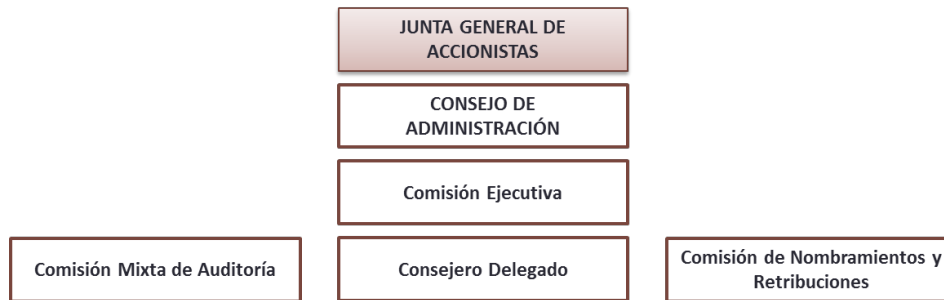 JUNTA GENERAL DE
ACCIONISTAS
CONSEJO DE
ADMINISTRACIÓN
Comisión Ejecutiva
Comisión Mixta de Auditoría
Consejero Delegado
Comisión de Nombramientos y
Retribuciones